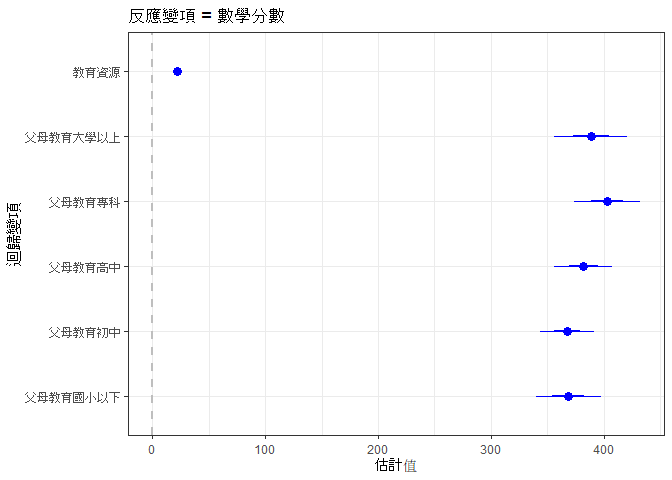 反應變項 = 數學分數
迴歸變項
教育資源
父母教育大學以上
父母教育專科
父母教育高中
父母教育初中
父母教育國小以下
0 100 200 300 400
估計值